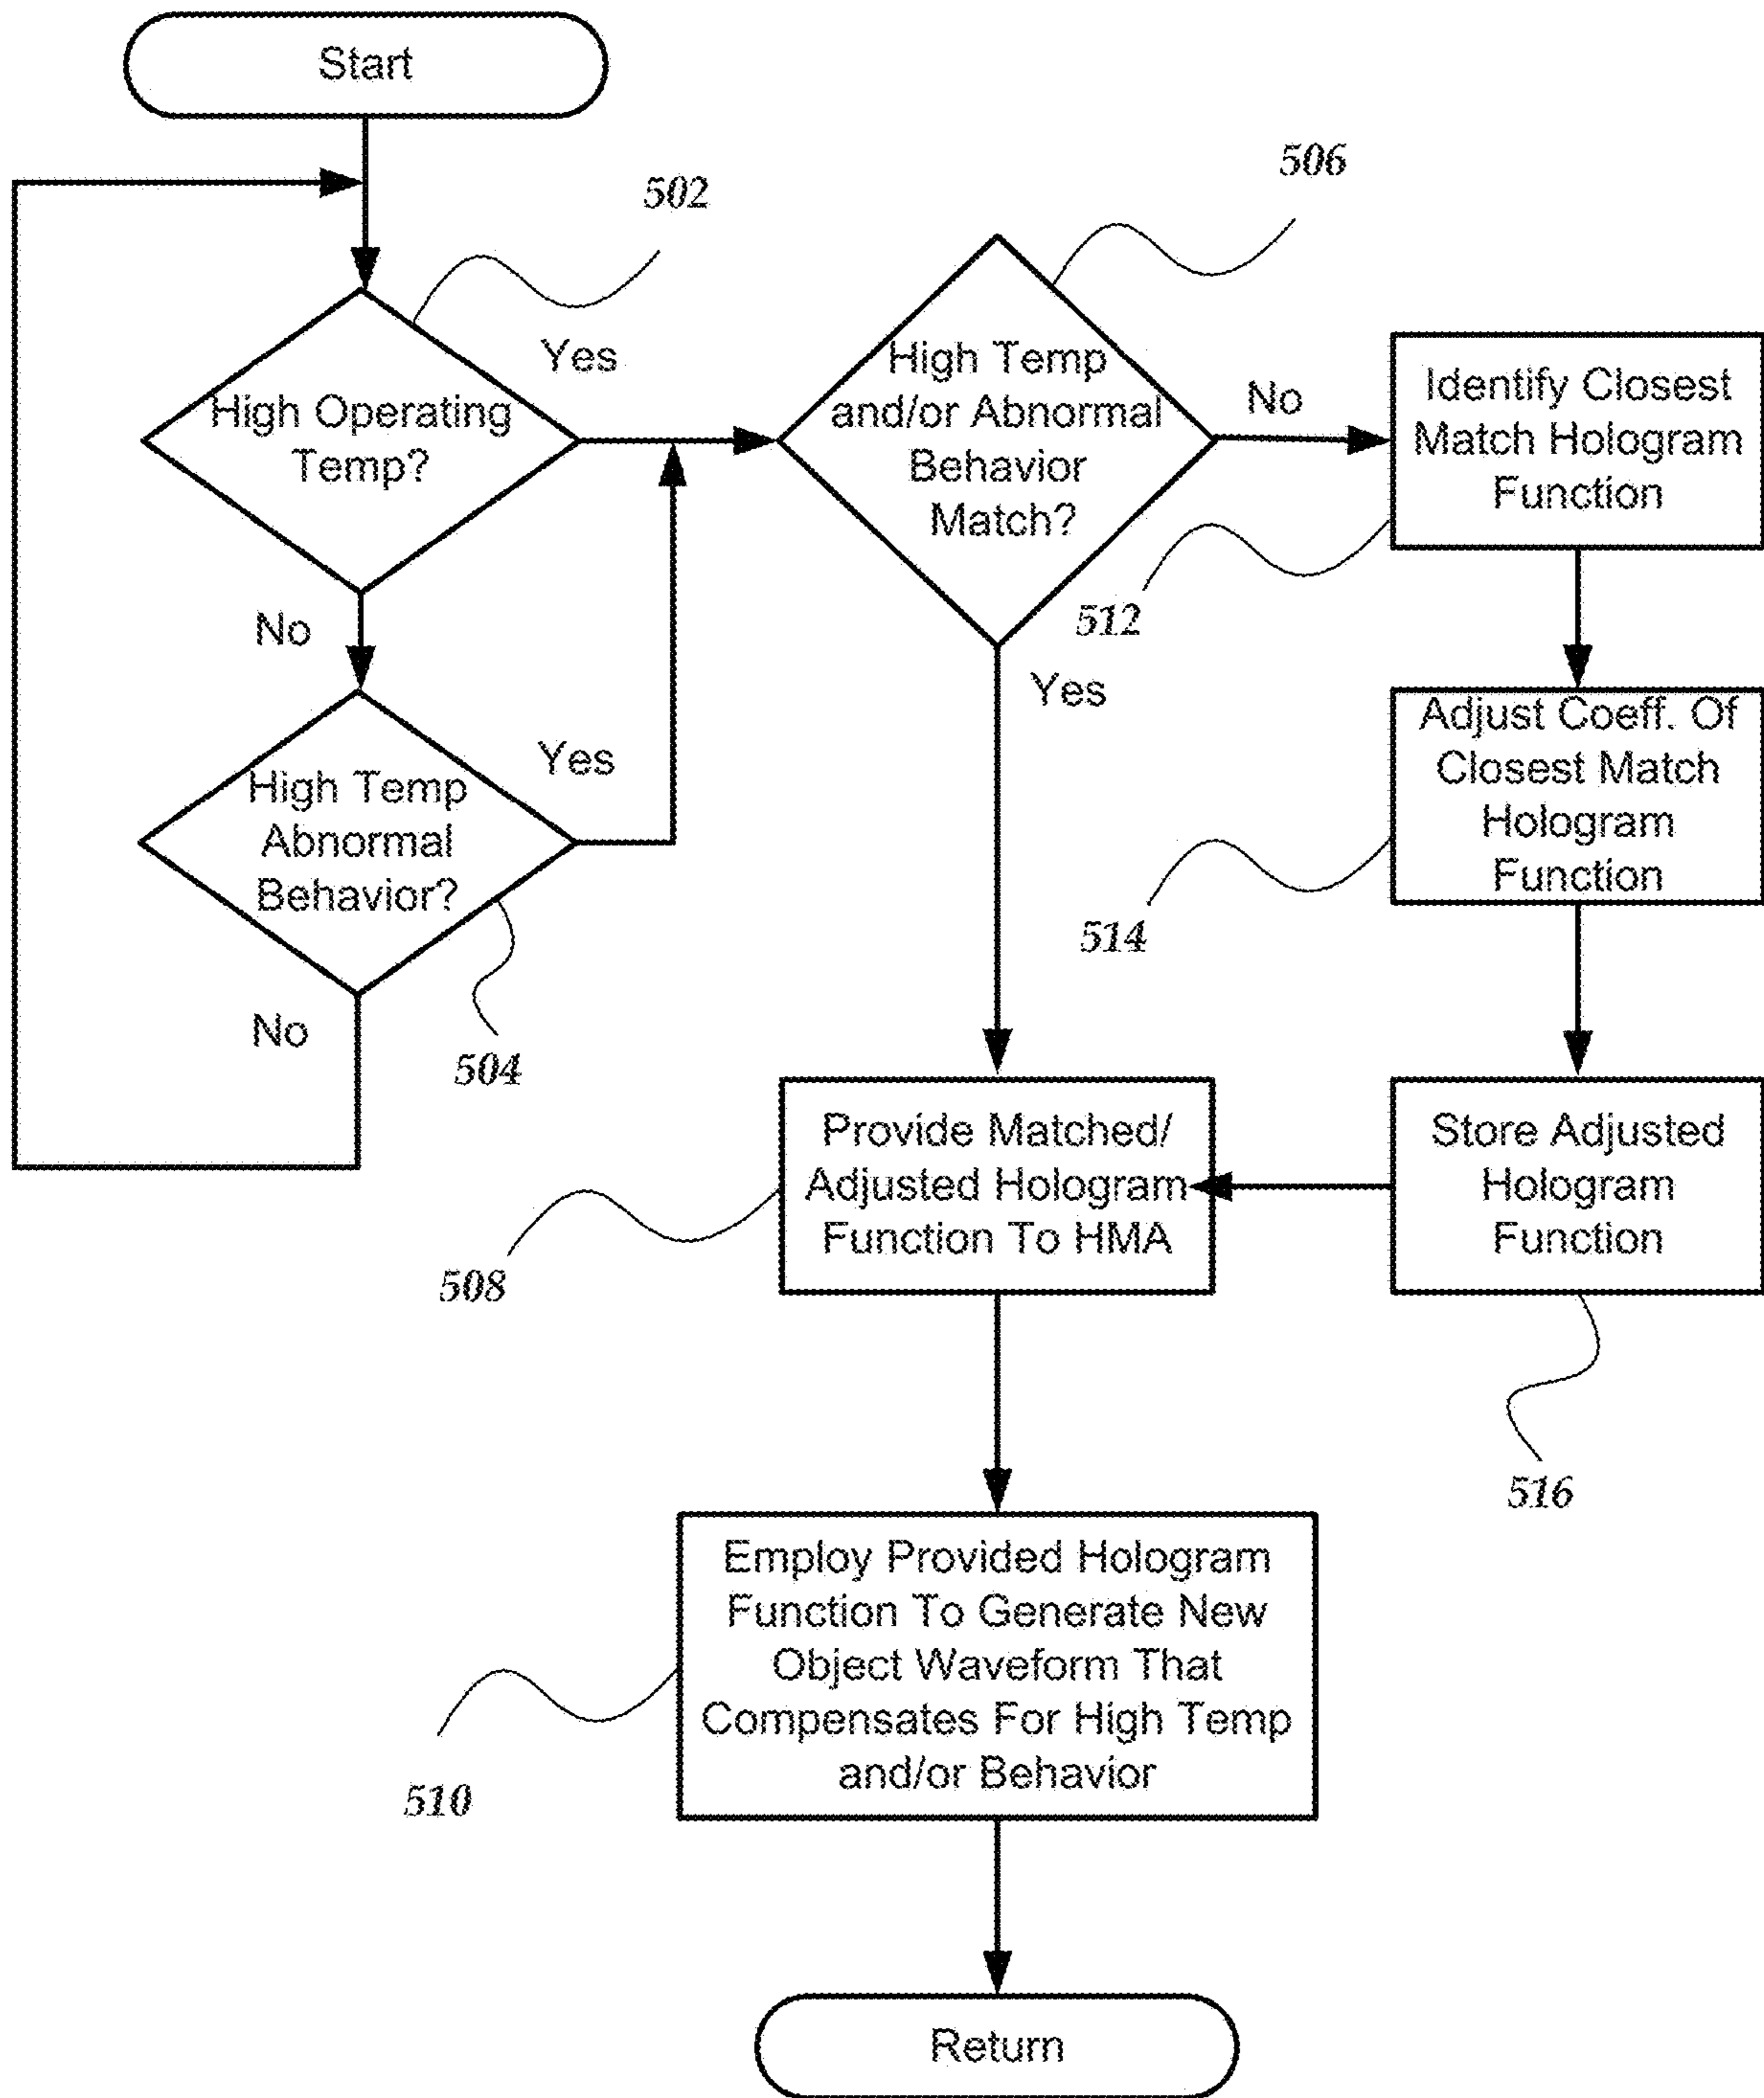 Start
502
High Operating
Temp?
Yes
No
High Temp
Abnormal
Behavior?
Yes
No
504
506
High Temp
and/or Abnormal
Behavior
Match?
No
Yes
Identify Closest
Match Hologram
Function
512
Adjust Coeff. Of
Closest Match
Hologram
Function
514
Store Adjusted
Hologram
Function
516
Provide Matched/
Adjusted Hologram
Function To HMA
508
Employ Provided Hologram
Function To Generate New
Object Waveform That
Compensates For High Temp
and/or Behavior
510
Return